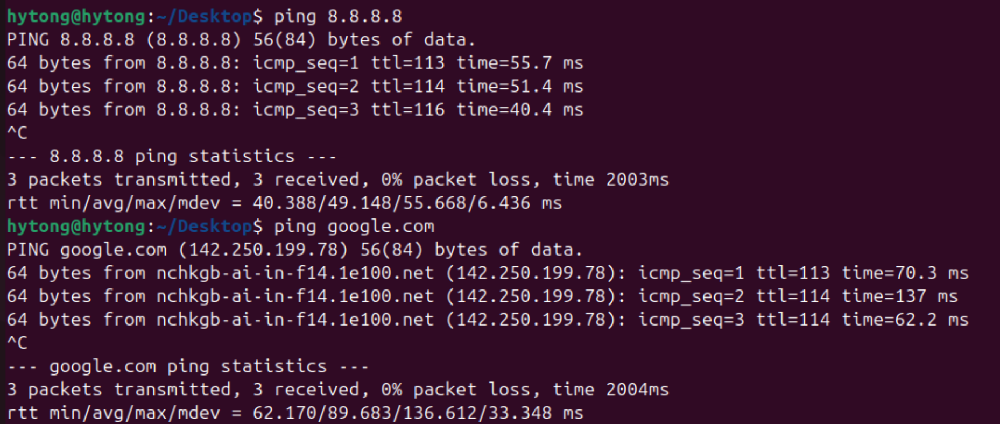 hytong@hytong:~/Desktop$ ping 8.8.8.8
PING 8.8.8.8 (8.8.8.8) 56(84) bytes of data.
64 bytes from 8.8.8.8: icmp_seq=1 ttl=113 time=55.7 ms
64 bytes from 8.8.8.8: icmp_seq=2 ttl=114 time=51.4 ms
64 bytes from 8.8.8.8: icmp_seq=3 ttl=116 time=40.4 ms
^C
--- 8.8.8.8 ping statistics ---
3 packets transmitted, 3 received, 0% packet loss, time 2003ms
rtt min/avg/max/mdev = 40.388/49.148/55.668/6.436 ms
hytong@hytong:~/Desktop$ ping google.com
PING google.com (142.250.199.78) 56(84) bytes of data.
64 bytes from nchkgb-ai-in-f14.1e100.net (142.250.199.78): icmp_seq=1 ttl=113 time=70.3 ms
64 bytes from nchkgb-ai-in-f14.1e100.net (142.250.199.78): icmp_seq=2 ttl=114 time=137 ms
64 bytes from nchkgb-ai-in-f14.1e100.net (142.250.199.78): icmp_seq=3 ttl=114 time=62.2 ms
^C
--- google.com ping statistics ---
3 packets transmitted, 3 received, 0% packet loss, time 2004ms
rtt min/avg/max/mdev = 62.170/89.683/136.612/33.348 ms